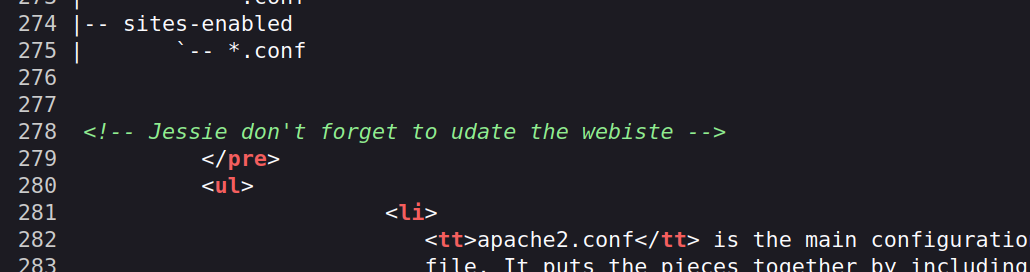 273 | `-- *.conf
274 |-- sites-enabled
275 |       `-- *.conf
276
277
278  <!-- Jessie don't forget to udate the webiste -->
279          </pre>
280          <ul>
281                        <li>
282                           <tt>apache2.conf</tt> is the main configuratio
283                           file. It puts the pieces together by including